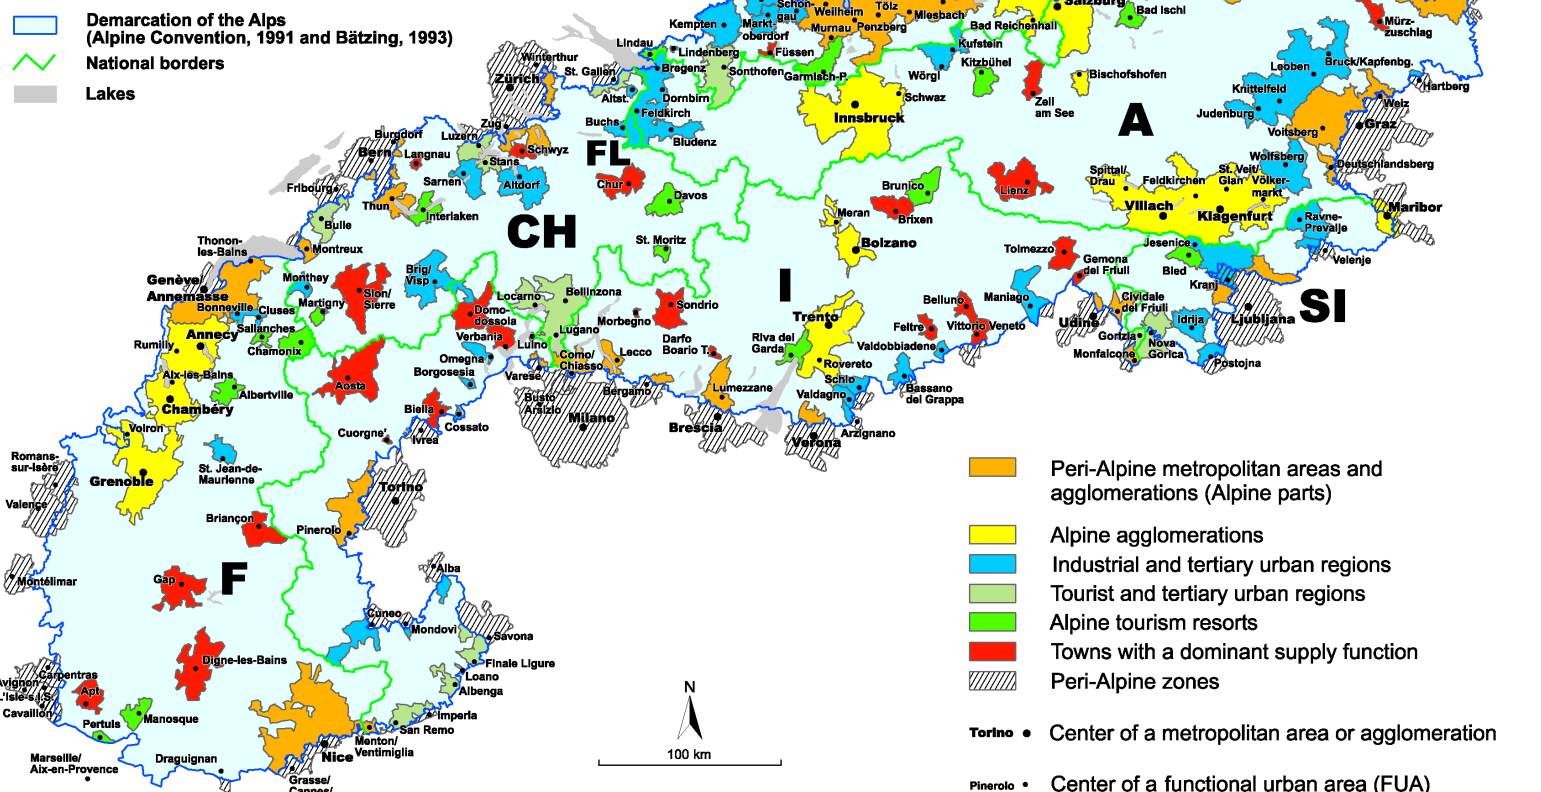 Demarcation of the Alps
(Alpine Convention, 1991 and Bätzing, 1993)
National borders
Lakes
Kempten
Schon-
gau
Markt-
oberdorf
Weilheim
Tölz
Miesbach
Murnau
Penzberg
Bad Reichenhall
Salzburg
Bad Ischl
Mürz-
zuschlag
Lindau
Lindenberg
Füssen
Kufstein
Winterthur
Zürich
St. Gallen
Bregenz
Sonthofen
Garmisch-P.
Wörgl
Kitzbühel
Bischofshofen
Leoben
Bruck/Kapfenbg.
Hartberg
Altst.
Dornbirn
Schwaz
Zell
am See
Knittelfeld
Judenburg
Weiz
Innsbruck
Feldkirch
Buchs
Bludenz
A
Voitsberg
Graz
Zug
Luzern
Burgdorf
Bern
Langnau
Schwyz
Stans
FL
Deutschlandsberg
Wolfsberg
Sarnen
Altdorf
Chur
Davos
Brunico
Lienz
Spittal/
Drau
Feldkirchen
St. Veit/
Glan
Völker-
markt
Fribourg
Thun
Interlaken
Bulle
Meran
Brixen
Villach
Klagenfurt
Maribor
Ravne-
Prevalje
CH
St. Moritz
Bolzano
Tolmezzo
Jesenice
Velenje
Thonon-
les-Bains
Montreux
Gemona
del Friuli
Bled
Genève/
Annemasse
Monthey
Brig/
Visp
Sion/
Sierre
Locarno
Bellinzona
I
Kranj
SI
Bonneville
Cluses
Martigny
Domo-
dossola
Sondrio
Belluno
Maniago
Cividale
del Friuli
Ljubljana
Sallanches
Verbania
Lugano
Morbegno
Trento
Feltre
Vittorio Veneto
Udine
Idrija
Annecy
Rumilly
Chamonix
Omegna
Luino
Riva del
Garda
Valdobbiadene
Gorizia
Nova
Gorica
Monfalcone
Postojna
Como/
Chiasso
Lecco
Darfo
Boario T.
Rovereto
Aix-les-Bains
Albertville
Aosta
Borgosesia
Varese
Bergamo
Lumezzane
Schio
Valdagno
Bassano
del Grappa
Chambéry
Biella
Cossato
Busto
Arsizio
Milano
Brescia
Verona
Arzignano
Voiron
Cuorgne'
Ivrea
Romans-
sur-Isère
Grenoble
St. Jean-de-
Maurienne
Valence
Torino
Briançon
Pinerolo
Montélimar
Gap
F
Alba
Cuneo
Mondovi
Savona
Digne-les-Bains
Finale Ligure
Loano
Albenga
Carpentras
Avignon
L'Isle-s.l.S.
Cavaillon
Apt
Pertuis
Manosque
Imperia
San Remo
Menton/
Ventimiglia
Marseille/
Aix-en-Provence
Draguignan
Nice
Grasse/
Cannes/
N
100 km
Peri-Alpine metropolitan areas and
agglomerations (Alpine parts)
Alpine agglomerations
Industrial and tertiary urban regions
Tourist and tertiary urban regions
Alpine tourism resorts
Towns with a dominant supply function
Peri-Alpine zones
Torino Center of a metropolitan area or agglomeration
Pinerolo Center of a functional urban area (FUA)